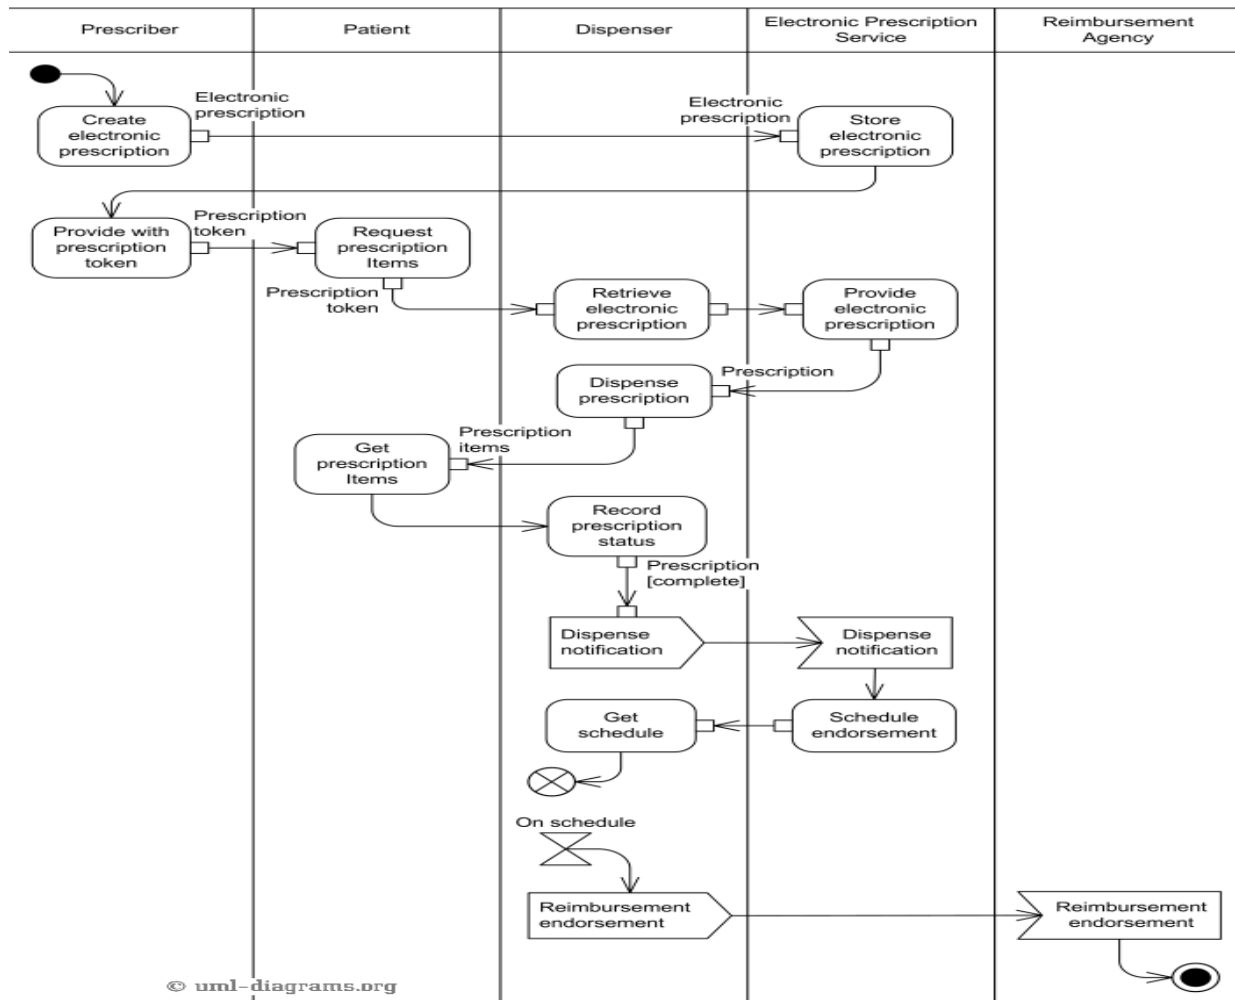 Prescriber
Patient
Dispenser
Electronic Prescription
Service
Reimbursement
Agency
Create
electronic
prescription
Electronic
prescription
Electronic
prescription
Store
electronic
prescription
Provide with
prescription
token
Prescription
token
Request
prescription
Items
Prescription
token
Retrieve
electronic
prescription
Provide
electronic
prescription
Prescription
Dispense
prescription
Prescription
items
Get
prescription
Items
Record
prescription
status
Prescription
[complete]
Dispense
notification
Dispense
notification
Get
schedule
Schedule
endorsement
On schedule
Reimbursement
endorsement
Reimbursement
endorsement
© uml-diagrams.org